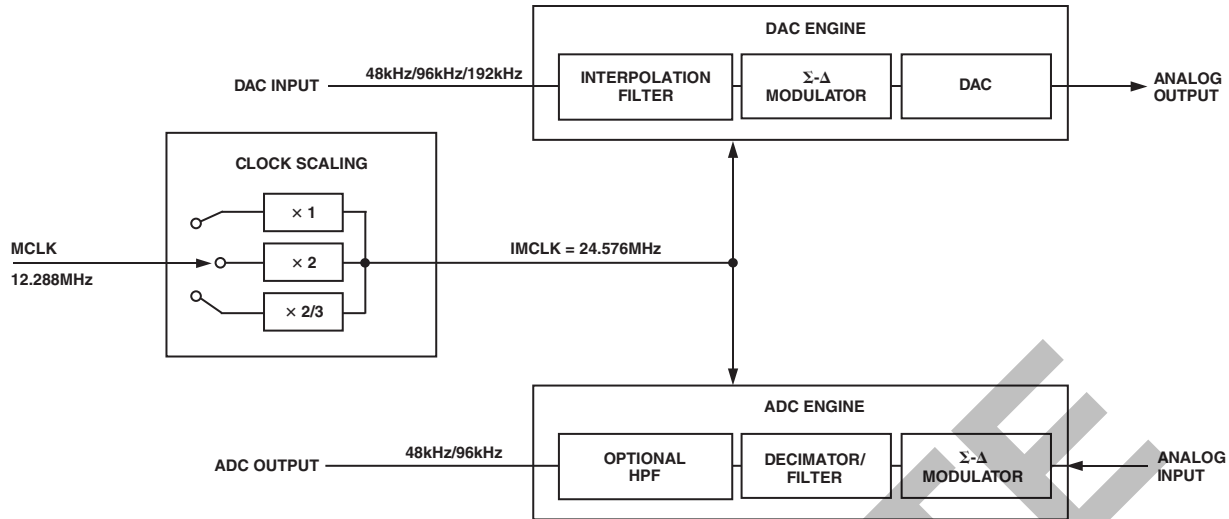 DAC ENGINE
DAC INPUT
48kHz/96kHz/192kHz
INTERPOLATION
FILTER
Σ-Δ
MODULATOR
DAC
ANALOG
OUTPUT
CLOCK SCALING
× 1
MCLK
12.288MHz
× 2
IMCLK = 24.576MHz
× 2/3
ADC ENGINE
ADC OUTPUT
48kHz/96kHz
OPTIONAL
HPF
DECIMATOR/
FILTER
Σ-Δ
MODULATOR
ANALOG
INPUT
TE